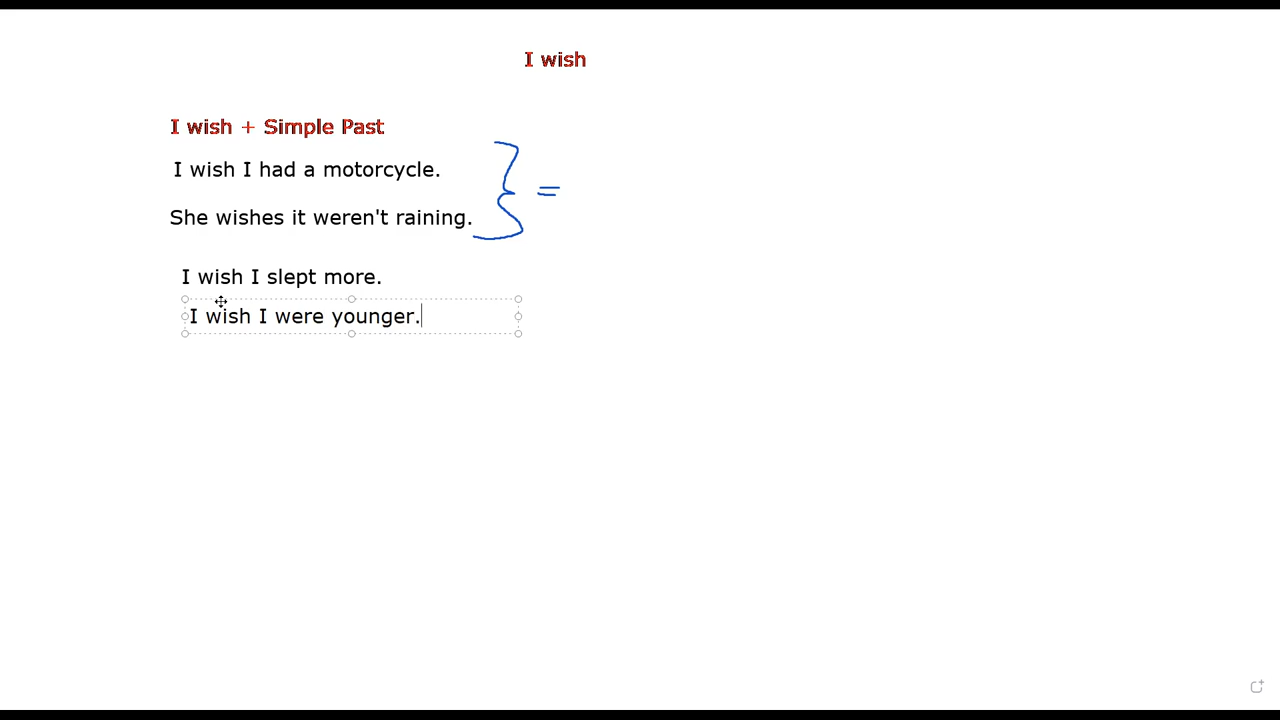 I wish
I wish + Simple Past
I wish I had a motorcycle.
=
She wishes it weren't raining.
I wish I slept more.
I wish I were younger.